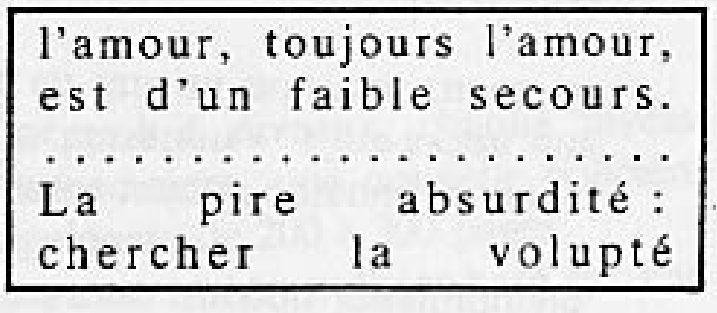 l'amour, toujours l'amour,
est d'un faible secours.
......................
La pire absurdité :
chercher la volupté